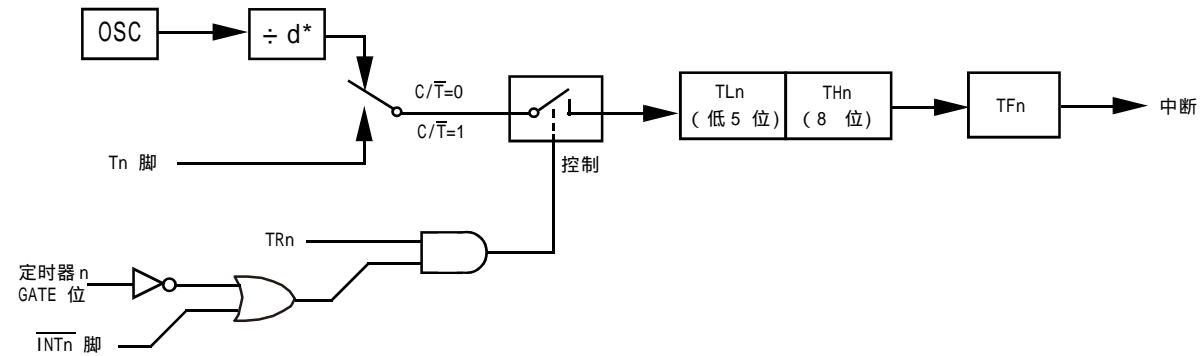 OSC
÷ d*
C/T̅=0
C/T̅=1
Tn 脚
控制
TLn
(低5 位)
THn
(8 位)
TFn
中断
TRn
定时器n
GATE 位
I̅N̅T̅n̅ 脚